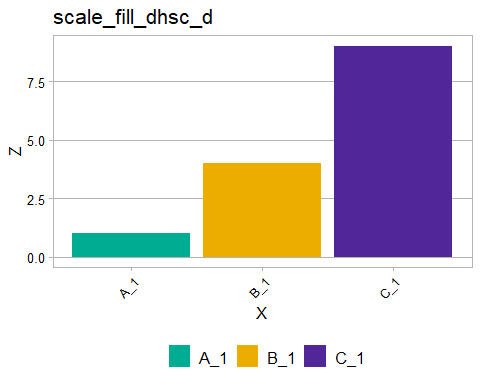 scale_fill_dhsc_d
7.5
5.0
2.5
0.0
Z
A_1
B_1
C_1
X
A_1 B_1 C_1